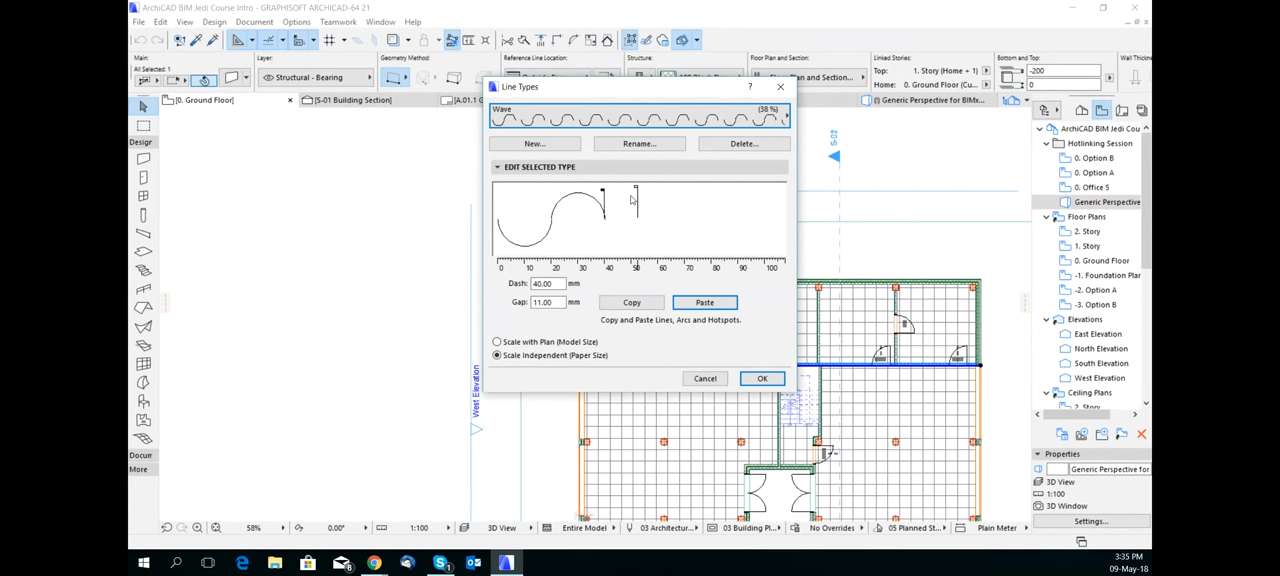 ArchiCAD BIM Jedi Course Intro - GRAPHISOFT ARCHICAD-64 21
File Edit View Design Document Options Teamwork Window Help
Main: Layer: Geometry Method: Reference Line Location: Structure: Floor Plan and Section: Linked Stories: Bottom and Top: Wall Thickn
All Selected: 1
Structural - Bearing
Top: 1. Story (Home + 1)
Home: 0. Ground Floor (Cu
-200
0
[0. Ground Floor]
[S-01 Building Section]
(!) Generic Perspective for BIMx
Line Types
Wave
(38 %)
New...
Rename...
Delete...
EDIT SELECTED TYPE
0 10 20 30 40 50 60 70 80 90 100
Dash: 40.00 mm
Gap: 11.00 mm
Copy
Paste
Copy and Paste Lines, Arcs and Hotspots.
Scale with Plan (Model Size)
Scale Independent (Paper Size)
Cancel
OK
Design
Docum
More
West Elevation
S-02
ArchiCAD BIM Jedi Cou
Hotlinking Session
0. Option B
0. Option A
0. Office 5
Generic Perspective
Floor Plans
2. Story
1. Story
0. Ground Floor
-1. Foundation Plan
-2. Option A
-3. Option B
Elevations
East Elevation
North Elevation
South Elevation
West Elevation
Ceiling Plans
2. Story
Properties
Generic Perspective for
3D View
1:100
3D Window
Settings...
58%
0.00°
1:100
3D View
Entire Model
03 Architectur...
03 Building Pl...
No Overrides
05 Planned St...
Plain Meter
3:35 PM
09-May-18